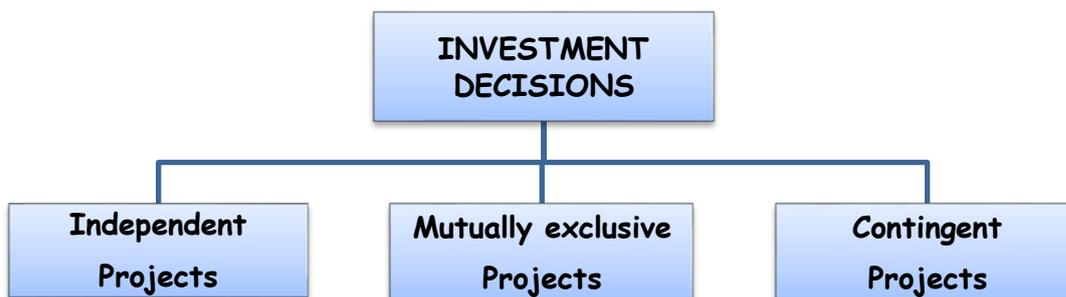 INVESTMENT
DECISIONS
Independent
Projects
Mutually exclusive
Projects
Contingent
Projects